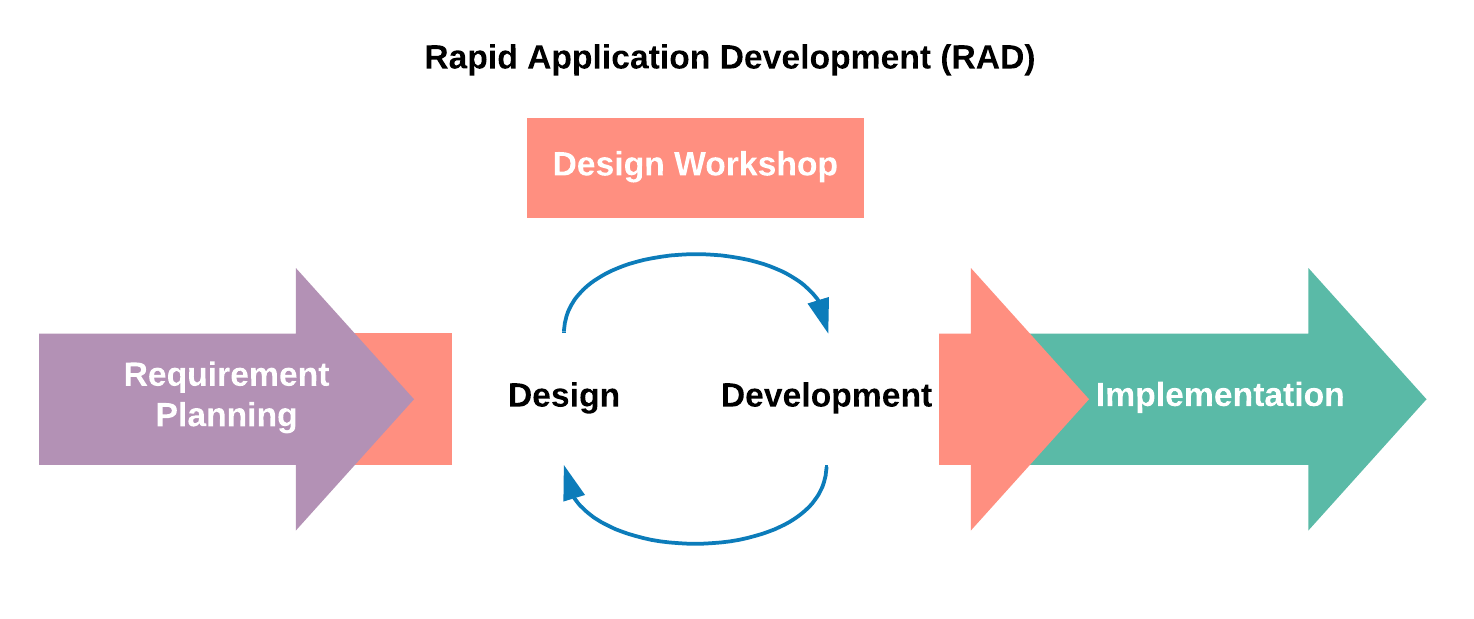 Rapid Application Development (RAD)
Design Workshop
Requirement
Planning
Design
Development
Implementation